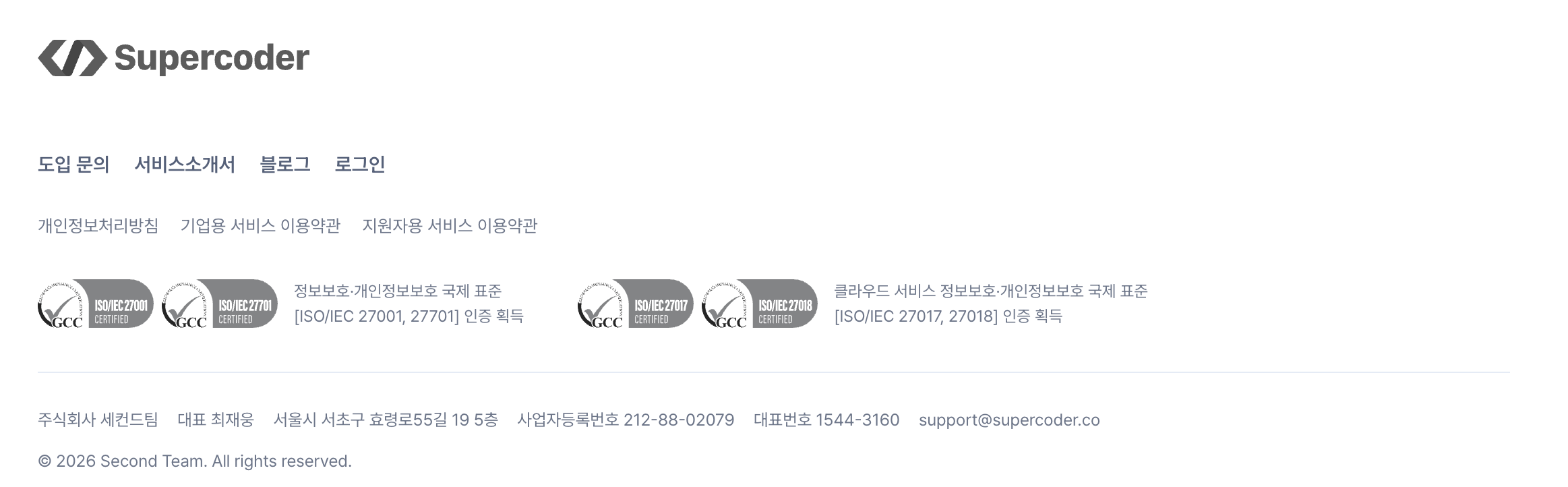 Supercoder
도입 문의 서비스소개서 블로그 로그인
개인정보처리방침 기업용 서비스 이용약관 지원자용 서비스 이용약관
GCC ISO/IEC 27001 CERTIFIED
GCC ISO/IEC 27701 CERTIFIED
정보보호·개인정보보호 국제 표준
[ISO/IEC 27001, 27701] 인증 획득
GCC ISO/IEC 27017 CERTIFIED
GCC ISO/IEC 27018 CERTIFIED
클라우드 서비스 정보보호·개인정보보호 국제 표준
[ISO/IEC 27017, 27018] 인증 획득
주식회사 세컨드팀 대표 최재웅 서울시 서초구 효령로55길 19 5층 사업자등록번호 212-88-02079 대표번호 1544-3160 support@supercoder.co
© 2026 Second Team. All rights reserved.